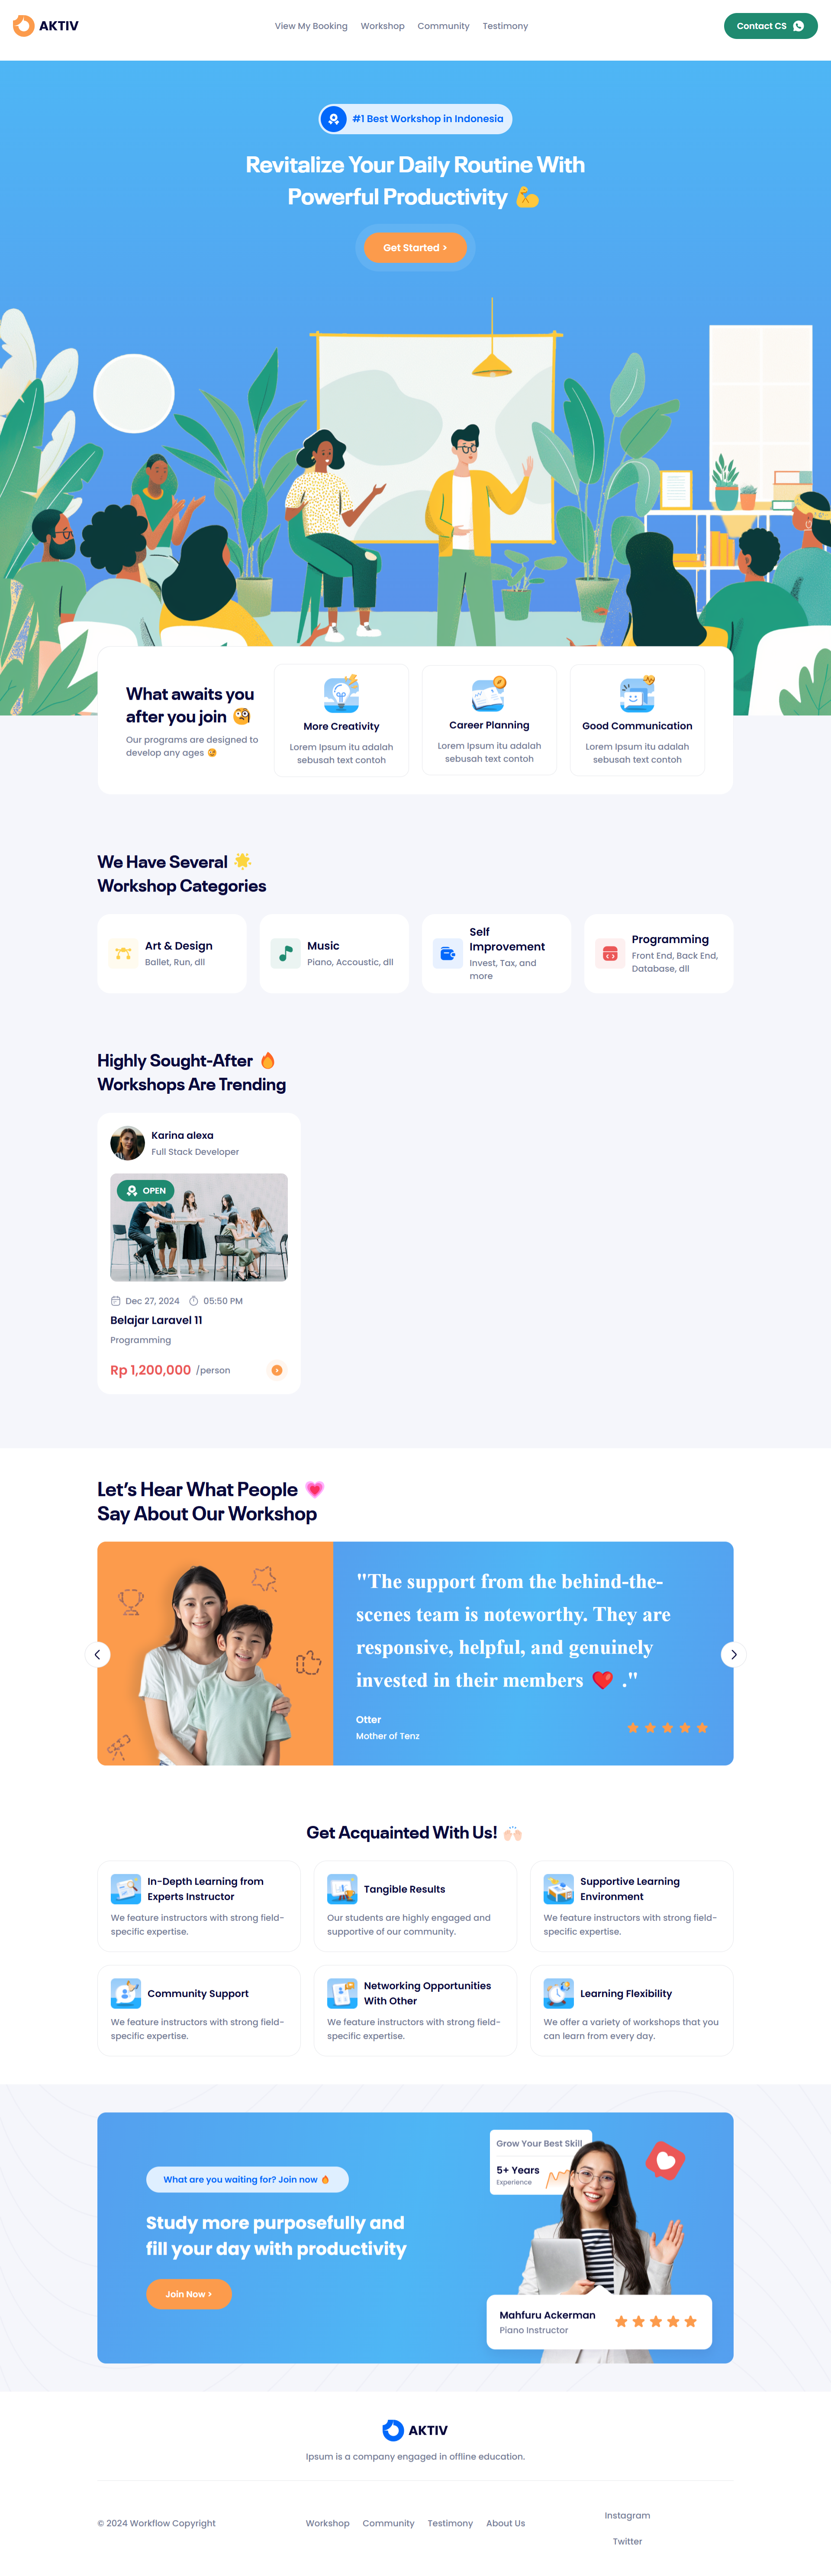 AKTIV
View My Booking
Workshop
Community
Testimony
Contact CS
#1 Best Workshop in Indonesia
Revitalize Your Daily Routine With
Powerful Productivity 💪
Get Started >
What awaits you
after you join 🧐
Our programs are designed to
develop any ages 🥲
More Creativity
Lorem Ipsum itu adalah
sebusah text contoh
Career Planning
Lorem Ipsum itu adalah
sebusah text contoh
Good Communication
Lorem Ipsum itu adalah
sebusah text contoh
We Have Several 🌟
Workshop Categories
Art & Design
Ballet, Run, dll
Music
Piano, Accoustic, dll
Self
Improvement
Invest, Tax, and
more
Programming
Front End, Back End,
Database, dll
Highly Sought-After 🔥
Workshops Are Trending
Karina alexa
Full Stack Developer
OPEN
Dec 27, 2024
05:50 PM
Belajar Laravel 11
Programming
Rp 1,200,000 /person
Let’s Hear What People 💗
Say About Our Workshop
"The support from the behind-the-
scenes team is noteworthy. They are
responsive, helpful, and genuinely
invested in their members ❤️ ."
Otter
Mother of Tenz
Get Acquainted With Us! 🙌🏻
In-Depth Learning from
Experts Instructor
We feature instructors with strong field-
specific expertise.
Tangible Results
Our students are highly engaged and
supportive of our community.
Supportive Learning
Environment
We feature instructors with strong field-
specific expertise.
Community Support
We feature instructors with strong field-
specific expertise.
Networking Opportunities
With Other
We feature instructors with strong field-
specific expertise.
Learning Flexibility
We offer a variety of workshops that you
can learn from every day.
What are you waiting for? Join now 🔥
Study more purposefully and
fill your day with productivity
Join Now >
Grow Your Best Skill
5+ Years
Experience
Mahfuru Ackerman
Piano Instructor
AKTIV
Ipsum is a company engaged in offline education.
© 2024 Workflow Copyright
Workshop
Community
Testimony
About Us
Instagram
Twitter